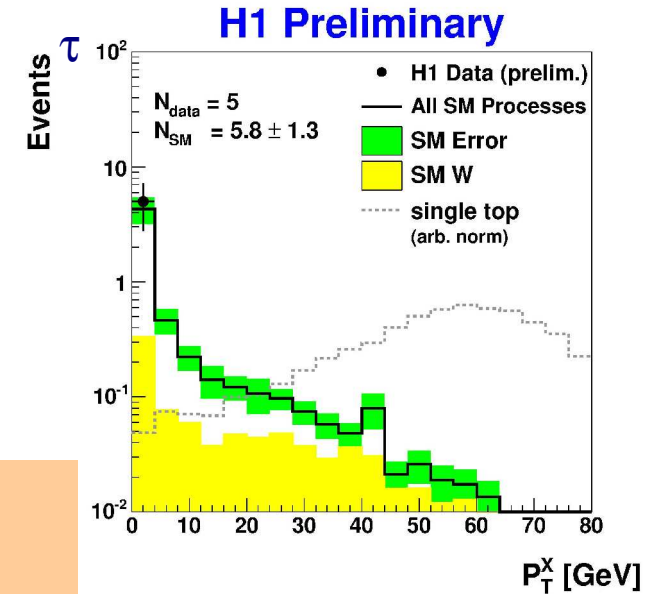 H1 Preliminary
τ
Events
10²
10
1
10⁻¹
10⁻²
N_data = 5
N_SM = 5.8 ± 1.3
H1 Data (prelim.)
All SM Processes
SM Error
SM W
single top
(arb. norm)
0 10 20 30 40 50 60 70 80
P_T^X [GeV]